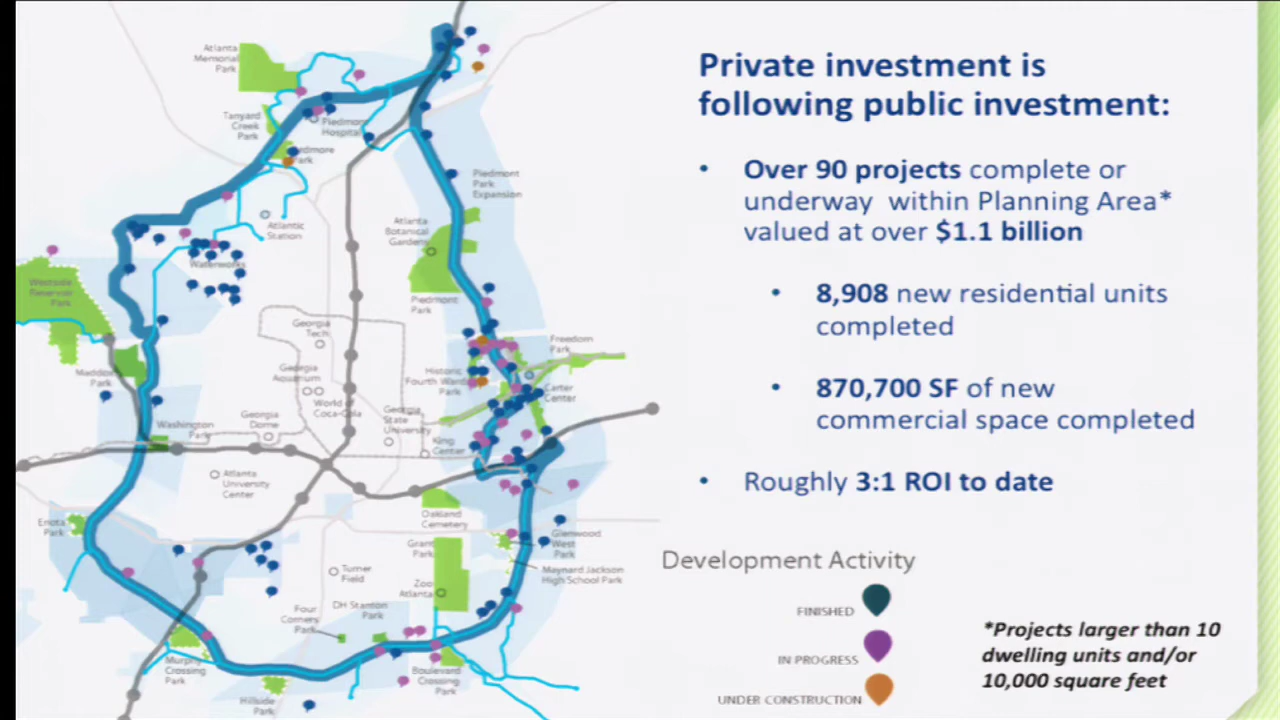 Private investment is
following public investment:
• Over 90 projects complete or
underway within Planning Area*
valued at over $1.1 billion
• 8,908 new residential units
completed
• 870,700 SF of new
commercial space completed
• Roughly 3:1 ROI to date
Development Activity
FINISHED
IN PROGRESS
UNDER CONSTRUCTION
*Projects larger than 10
dwelling units and/or
10,000 square feet
Atlanta
Memorial
Park
Tanyard
Creek
Park
Piedmont
Hospital
Park
Piedmont
Park
Expansion
Atlantic
Station
Atlanta
Botanical
Gardens
Waterworks
Westside
Reservoir
Park
Piedmont
Park
Georgia
Tech
Freedom
Park
Maddox
Park
Georgia
Aquarium
Historic
Fourth Ward
Park
Carter
Center
World of
Coca-Cola
Georgia
Dome
Georgia
State
University
Washington
Park
King
Center
Atlanta
University
Center
Oakland
Cemetery
Enota
Park
Grant
Park
Glenwood
West
Park
Maynard Jackson
High School Park
Turner
Field
Zoo
Atlanta
Four
Corners
Park
DH Stanton
Park
Murphy
Crossing
Park
Boulevard
Crossing
Park
Hillside
Park